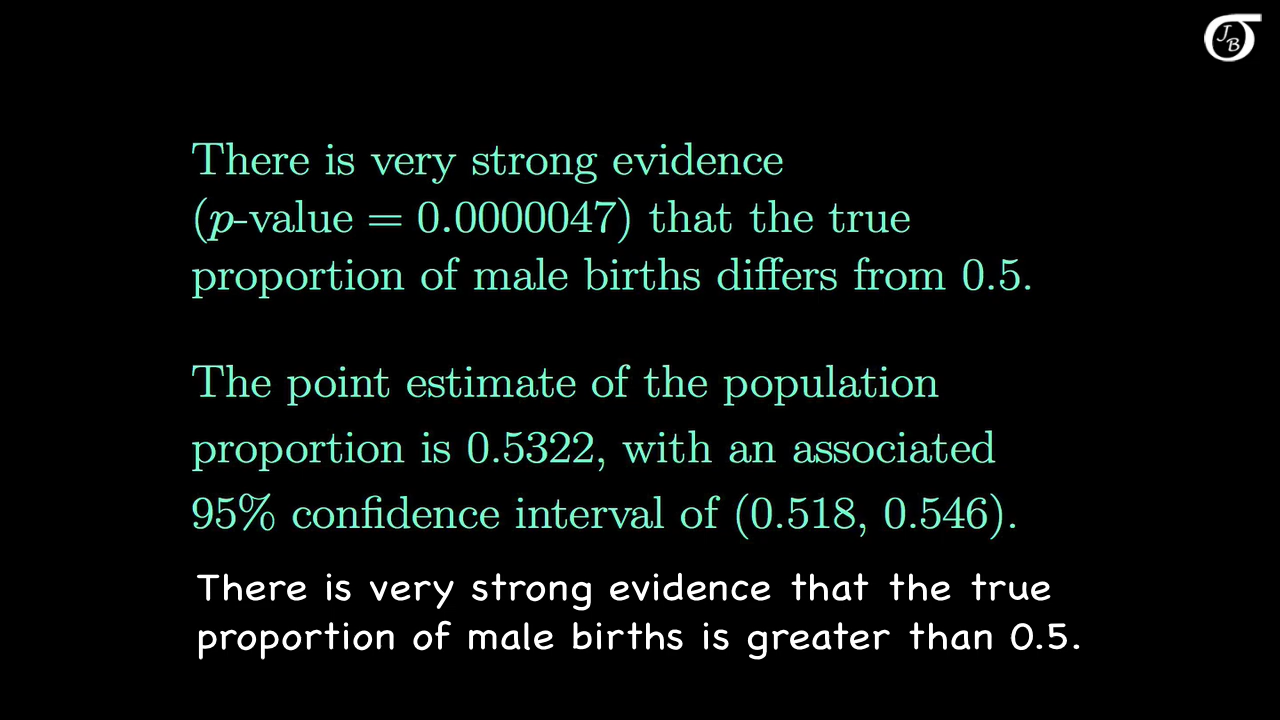 JB
There is very strong evidence
(p-value = 0.0000047) that the true
proportion of male births differs from 0.5.
The point estimate of the population
proportion is 0.5322, with an associated
95% confidence interval of (0.518, 0.546).
There is very strong evidence that the true
proportion of male births is greater than 0.5.